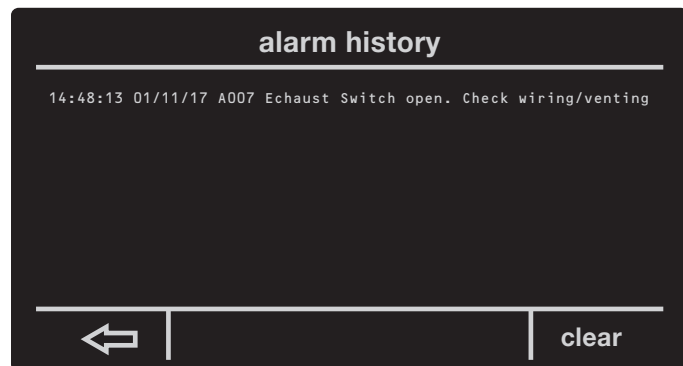 alarm history
14:48:13 01/11/17 A007 Echaust Switch open. Check wiring/venting
clear